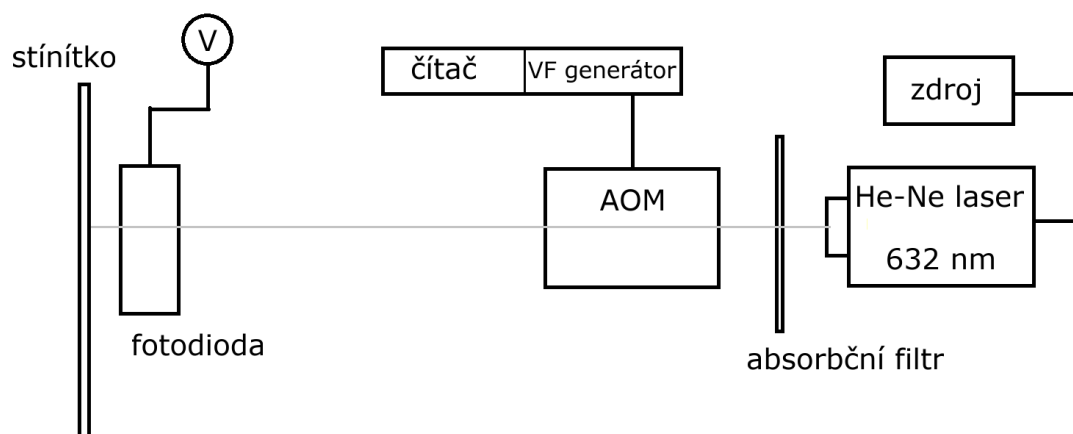 stínítko
V
čítač
VF generátor
zdroj
AOM
He-Ne laser
632 nm
fotodioda
absorbční filtr